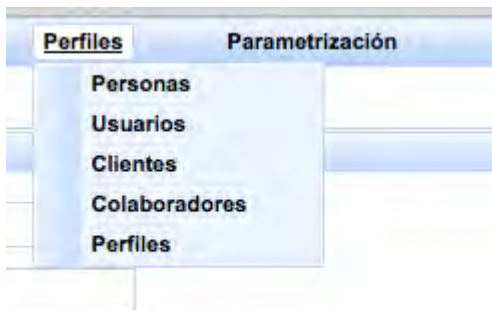 Perfiles Parametrización
Personas
Usuarios
Clientes
Colaboradores
Perfiles